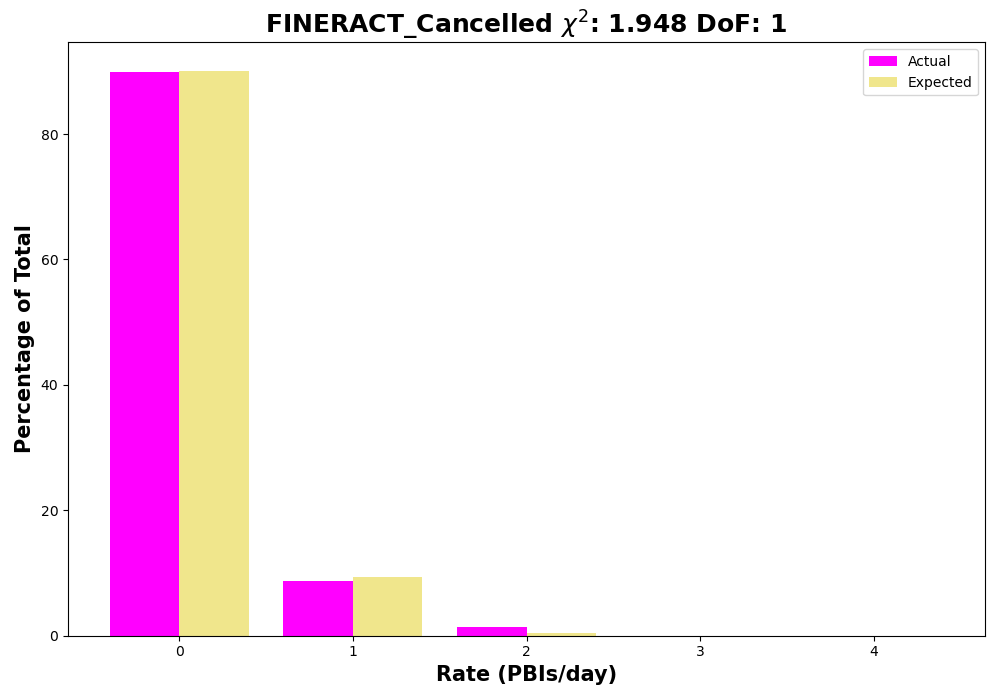 FINERACT_Cancelled χ²: 1.948 DoF: 1
Actual
Expected
Percentage of Total
80
60
40
20
0
0 1 2 3 4
Rate (PBIs/day)